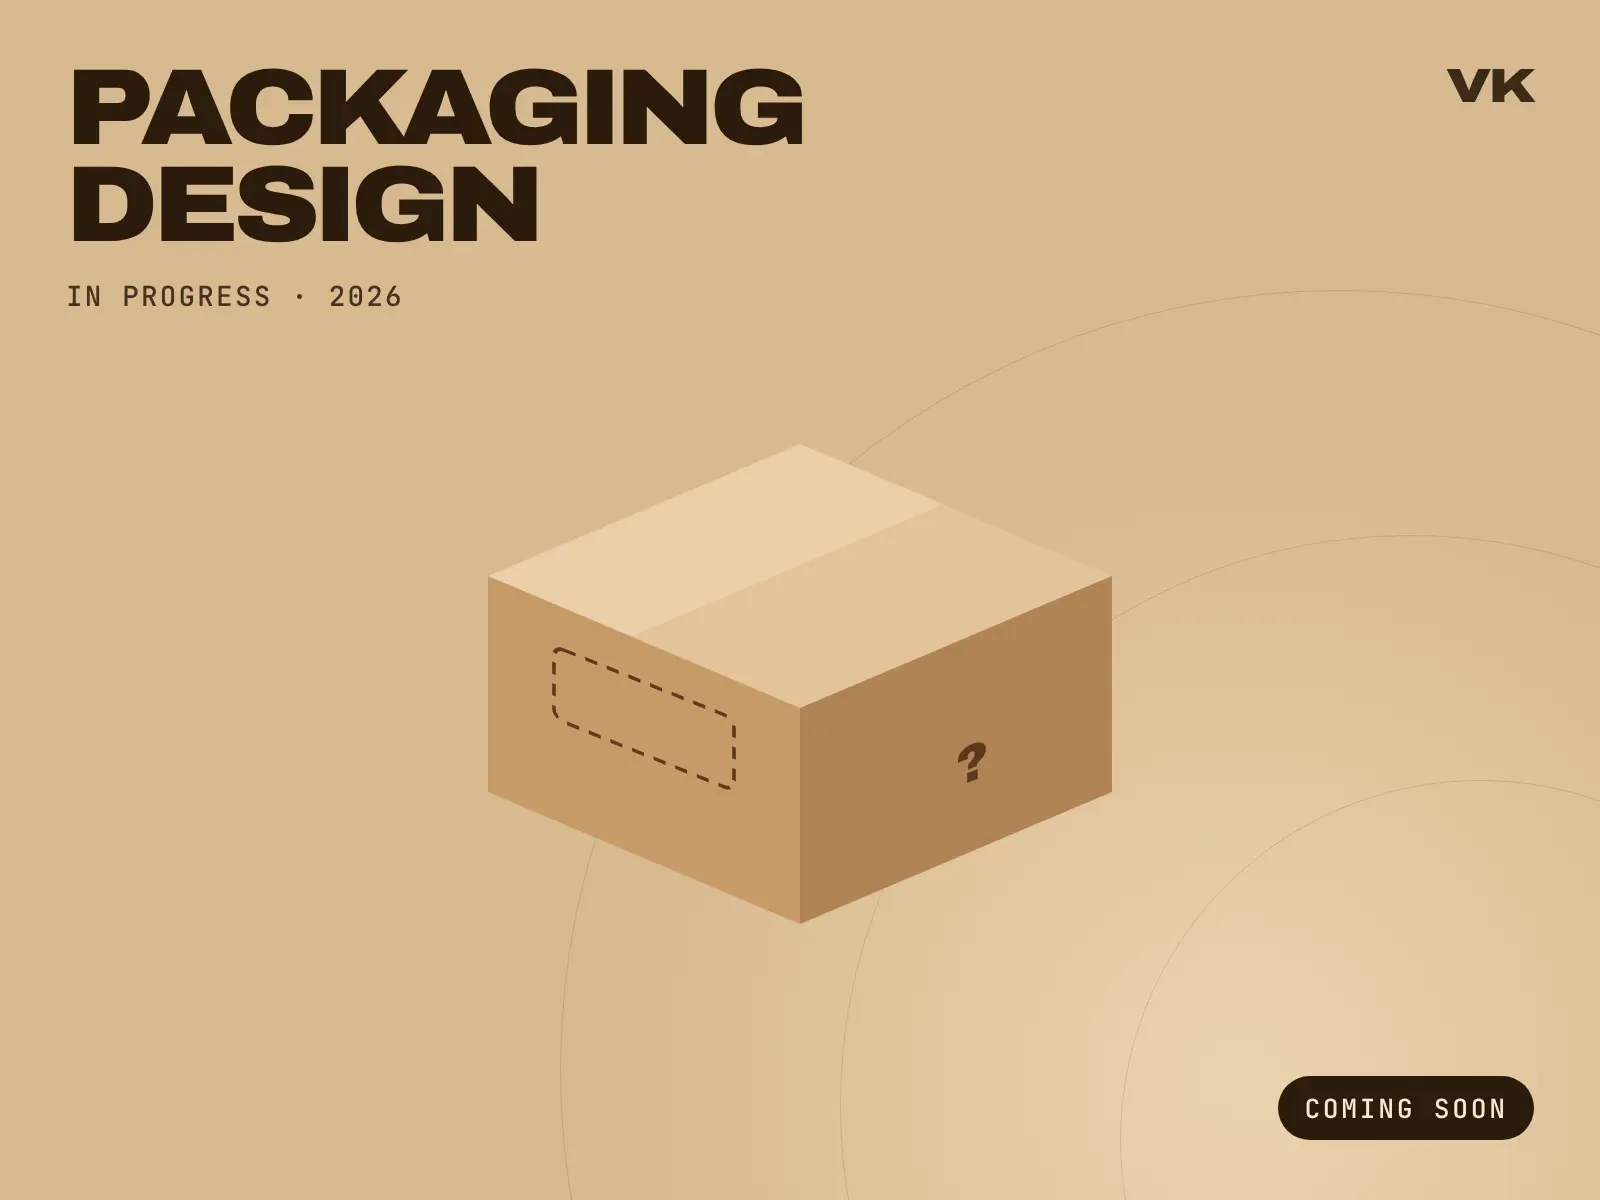 PACKAGING
DESIGN
VK
IN PROGRESS · 2026
?
COMING SOON